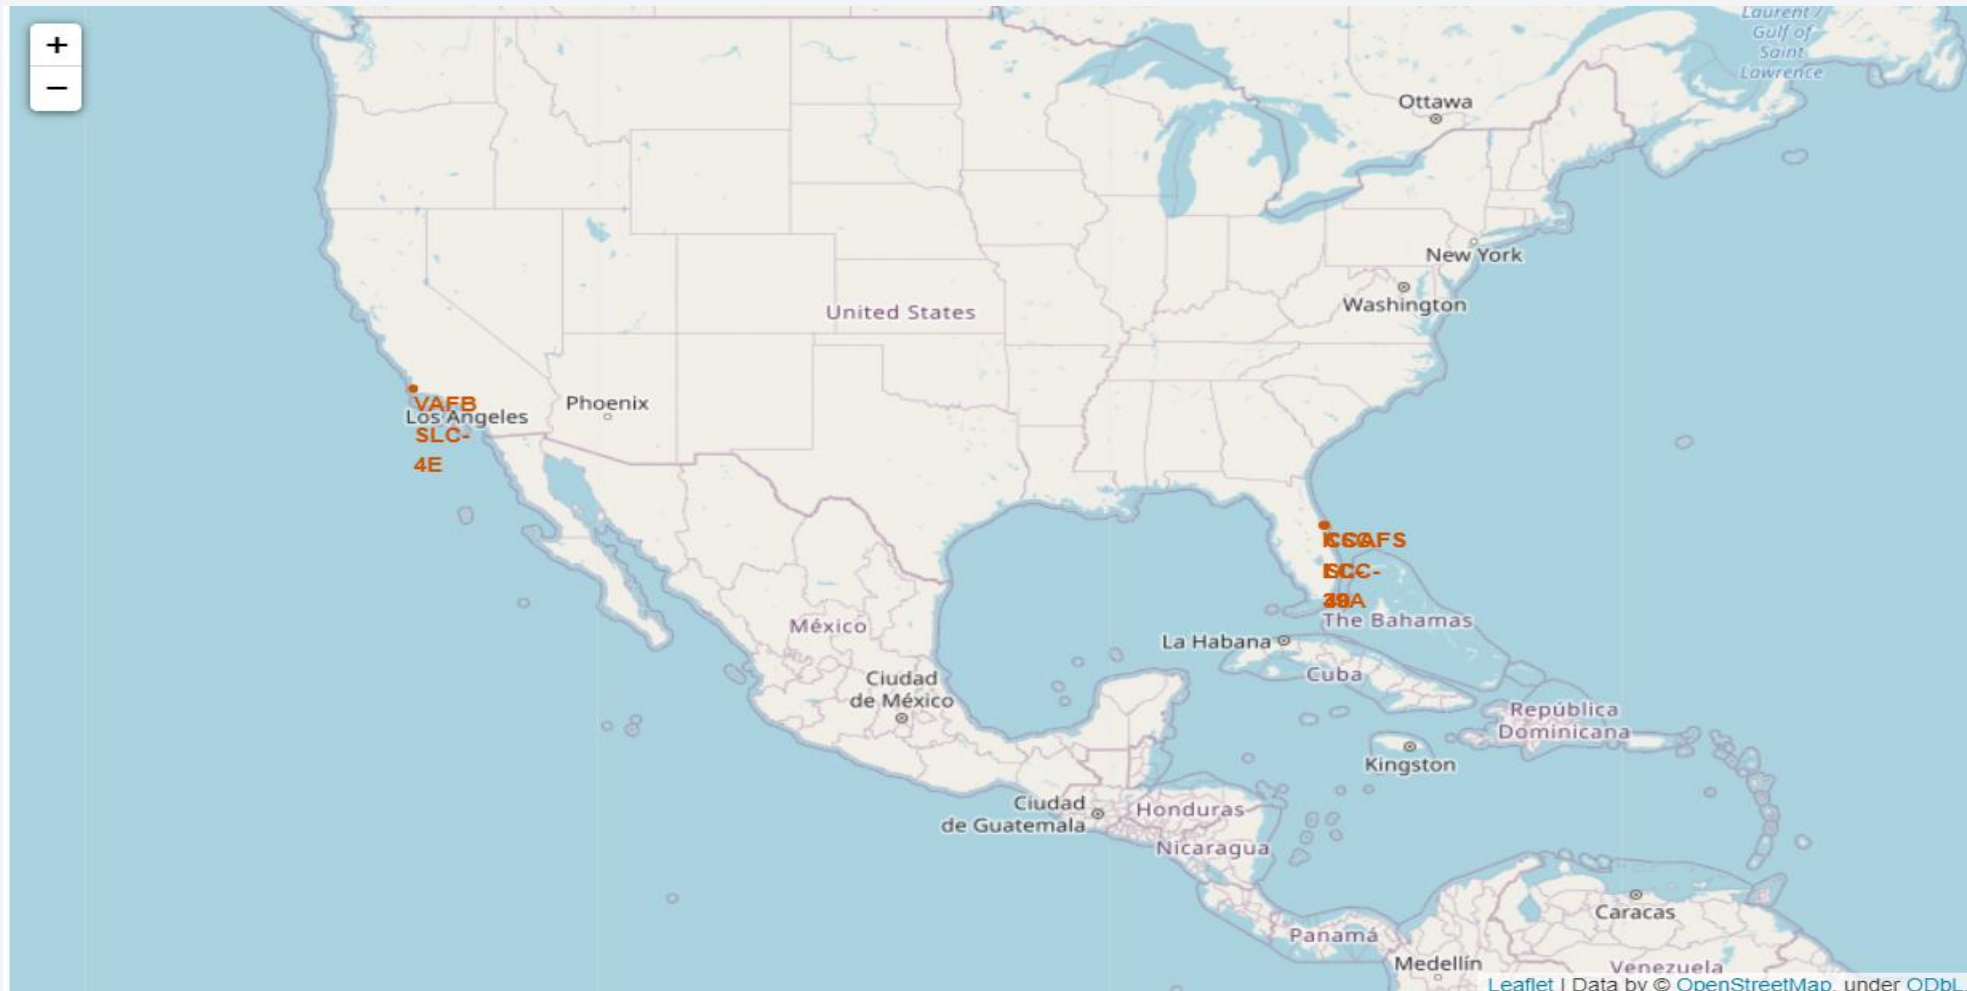 +
−
Laurent /
Gulf of
Saint
Lawrence
Ottawa
New York
Washington
United States
Phoenix
VAFB
Los Angeles
SLC-
4E
CCAFS
SLC-
México
The Bahamas
La Habana
Cuba
Ciudad
de México
República
Dominicana
Kingston
Ciudad
de Guatemala
Honduras
Nicaragua
Caracas
Panamá
Medellín
Venezuela
Leaflet | Data by © OpenStreetMap, under ODbL.